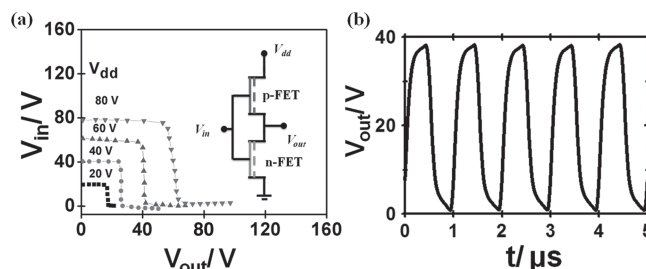 (a)
V_in/ V
160
120
80
40
0
V_dd
80 V
60 V
40 V
20 V
V_dd
p-FET
V_in
V_out
n-FET
0 40 80 120 160
V_out/ V
(b)
V_out/ V
40
20
0
0 1 2 3 4 5
t/ μs